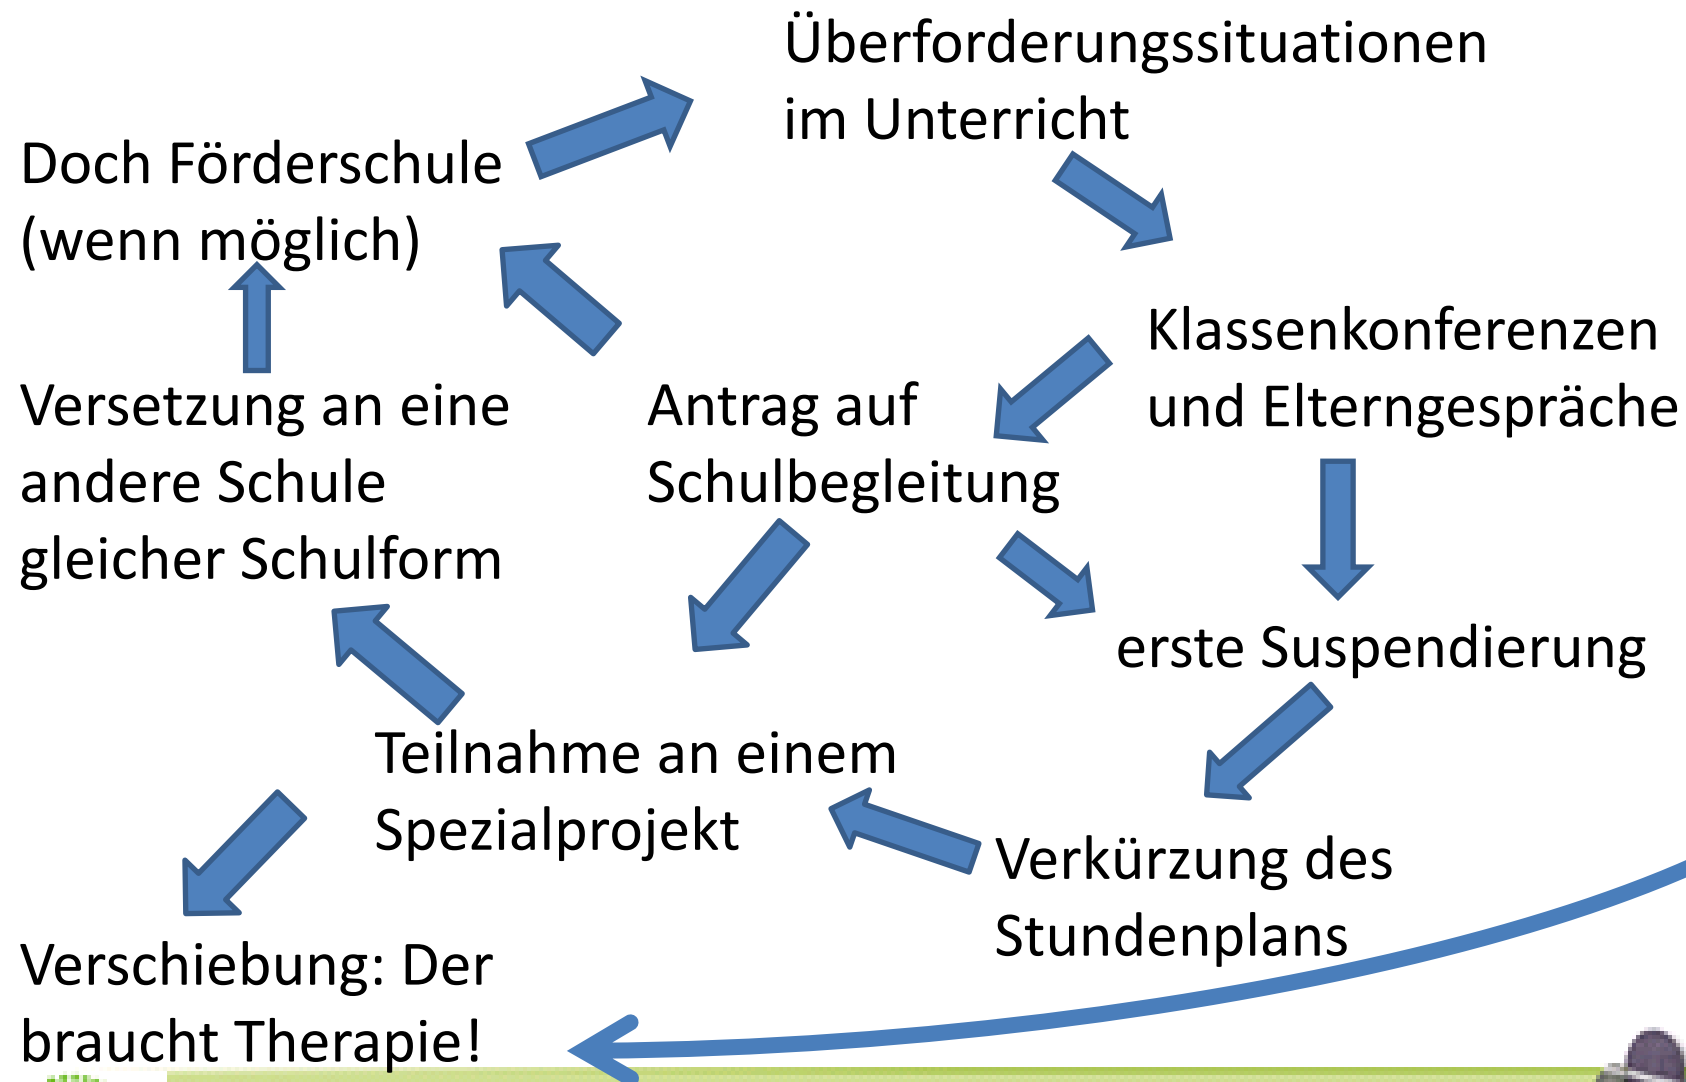 Überforderungssituationen
im Unterricht
Doch Förderschule
(wenn möglich)
Klassenkonferenzen
und Elterngespräche
Versetzung an eine
andere Schule
gleicher Schulform
Antrag auf
Schulbegleitung
erste Suspendierung
Teilnahme an einem
Spezialprojekt
Verkürzung des
Stundenplans
Verschiebung: Der
braucht Therapie!